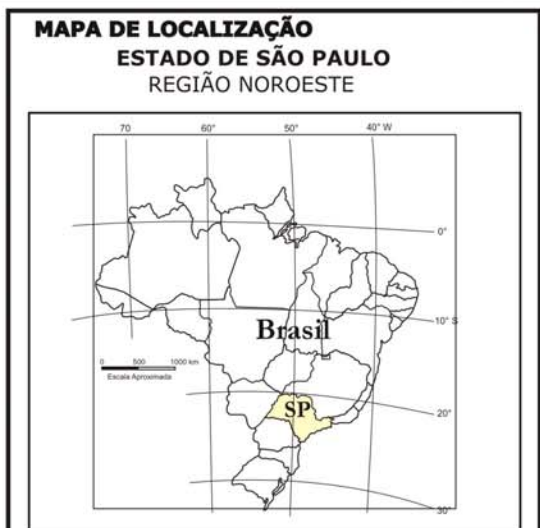 MAPA DE LOCALIZAÇÃO
ESTADO DE SÃO PAULO
REGIÃO NOROESTE
70 60° 50° 40° W
0°
10° S
Brasil
0 500 1000 km
Escala Aproximada
SP
20°
30°